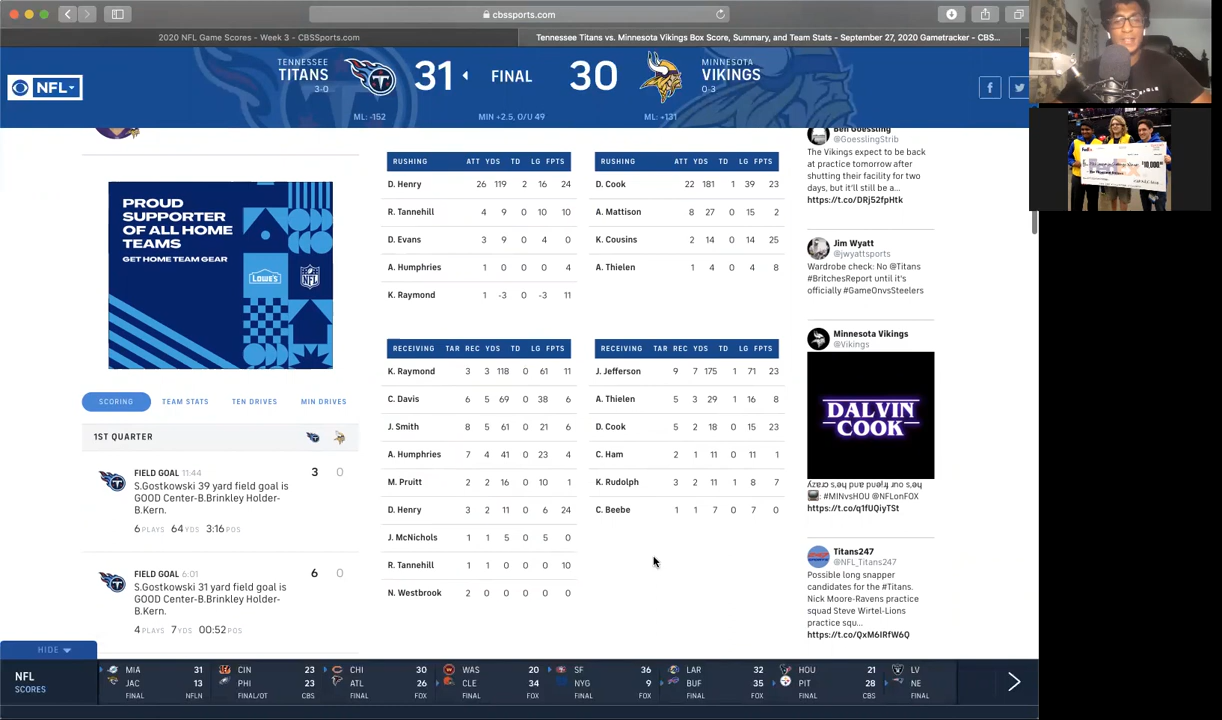 cbssports.com
2020 NFL Game Scores - Week 3 - CBSSports.com
Tennessee Titans vs. Minnesota Vikings Box Score, Summary, and Team Stats - September 27, 2020 Gametracker - CBS...
NFL
TENNESSEE
TITANS
3-0
31
FINAL
30
MINNESOTA
VIKINGS
0-3
ML: -152
MIN +2.5, O/U 49
ML: +131
PROUD
SUPPORTER
OF ALL HOME
TEAMS
GET HOME TEAM GEAR
LOWE'S
NFL
SCORING
TEAM STATS
TEN DRIVES
MIN DRIVES
1ST QUARTER
FIELD GOAL 11:44 3 0
S.Gostkowski 39 yard field goal is
GOOD Center-B.Brinkley Holder-
B.Kern.
6 PLAYS 64 YDS 3:16 POS
FIELD GOAL 6:01 6 0
S.Gostkowski 31 yard field goal is
GOOD Center-B.Brinkley Holder-
B.Kern.
4 PLAYS 7 YDS 00:52 POS
RUSHING ATT YDS TD LG FPTS
D. Henry 26 119 2 16 24
R. Tannehill 4 9 0 10 10
D. Evans 3 9 0 4 0
A. Humphries 1 0 0 0 4
K. Raymond 1 -3 0 -3 11
RUSHING ATT YDS TD LG FPTS
D. Cook 22 181 1 39 23
A. Mattison 8 27 0 15 2
K. Cousins 2 14 0 14 25
A. Thielen 1 4 0 4 8
RECEIVING TAR REC YDS TD LG FPTS
K. Raymond 3 3 118 0 61 11
C. Davis 6 5 69 0 38 6
J. Smith 8 5 61 0 21 6
A. Humphries 7 4 41 0 23 4
M. Pruitt 2 2 16 0 10 1
D. Henry 3 2 11 0 6 24
J. McNichols 1 1 5 0 5 0
R. Tannehill 1 1 0 0 0 10
N. Westbrook 2 0 0 0 0 0
RECEIVING TAR REC YDS TD LG FPTS
J. Jefferson 9 7 175 1 71 23
A. Thielen 5 3 29 1 16 8
D. Cook 5 2 18 0 15 23
C. Ham 2 1 11 0 11 1
K. Rudolph 3 2 11 1 8 7
C. Beebe 1 1 7 0 7 0
Ben Goessling
@GoesslingStrib
The Vikings expect to be back
at practice tomorrow after
shutting their facility for two
days, but it'll still be a...
https://t.co/DRj52fpHtk
Jim Wyatt
@jwyattsports
Wardrobe check: No @Titans
#BritchesReport until it's
officially #GameOnvsSteelers
Minnesota Vikings
@Vikings
DALVIN
COOK
#MINvsHOU @NFLonFOX
https://t.co/q1fUQiyTSt
Titans247
@NFL_Titans247
Possible long snapper
candidates for the #Titans.
Nick Moore-Ravens practice
squad Steve Wirtel-Lions
practice squ...
https://t.co/QxM6IRfW6Q
FedEx
10,000
HIDE
NFL
SCORES
MIA 31
JAC 13
FINAL NFLN
CIN 23
PHI 23
FINAL/OT CBS
CHI 30
ATL 26
FINAL FOX
WAS 20
CLE 34
FINAL FOX
SF 36
NYG 9
FINAL FOX
LAR 32
BUF 35
FINAL FOX
HOU 21
PIT 28
FINAL CBS
LV
NE
FINAL